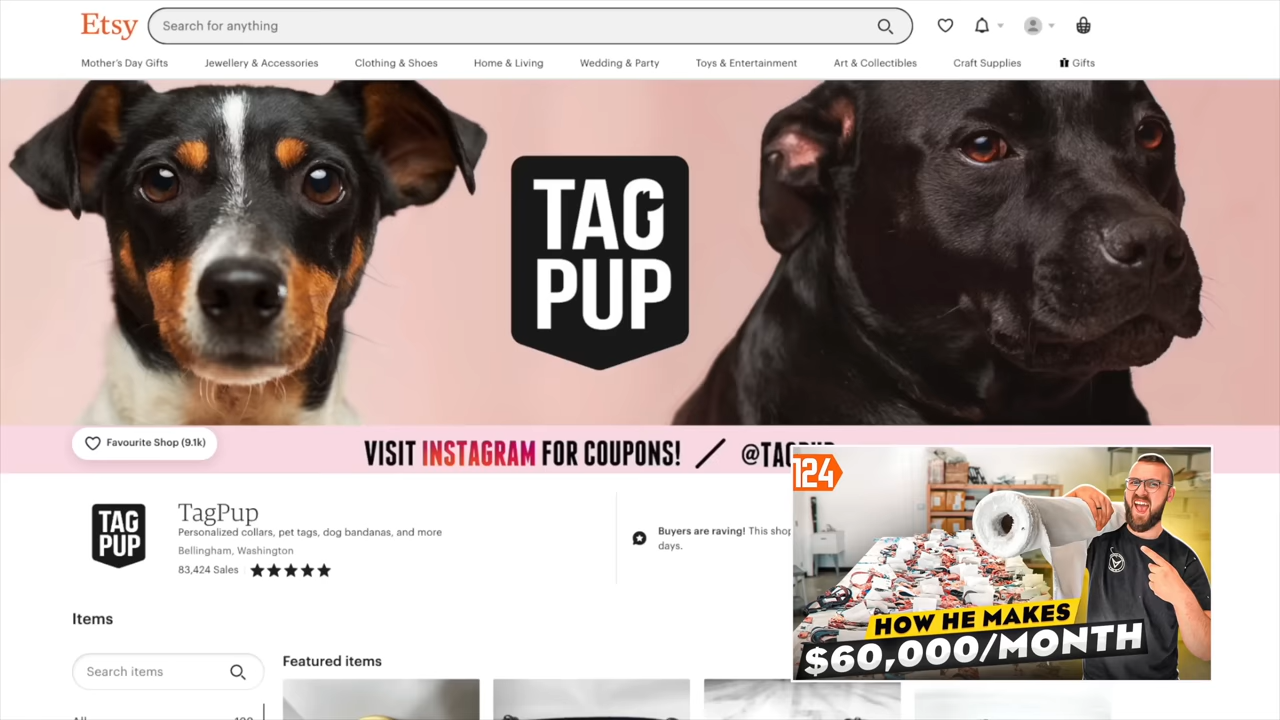 Etsy
Search for anything
Mother's Day Gifts
Jewellery & Accessories
Clothing & Shoes
Home & Living
Wedding & Party
Toys & Entertainment
Art & Collectibles
Craft Supplies
Gifts
TAG
PUP
Favourite Shop (9.1k)
VISIT INSTAGRAM FOR COUPONS! / @TAGPUP
TAG
PUP
TagPup
Personalized collars, pet tags, dog bandanas, and more
Bellingham, Washington
83,424 Sales
Buyers are raving! This shop
days.
124
HOW HE MAKES
$60,000/MONTH
Items
Search items
Featured items